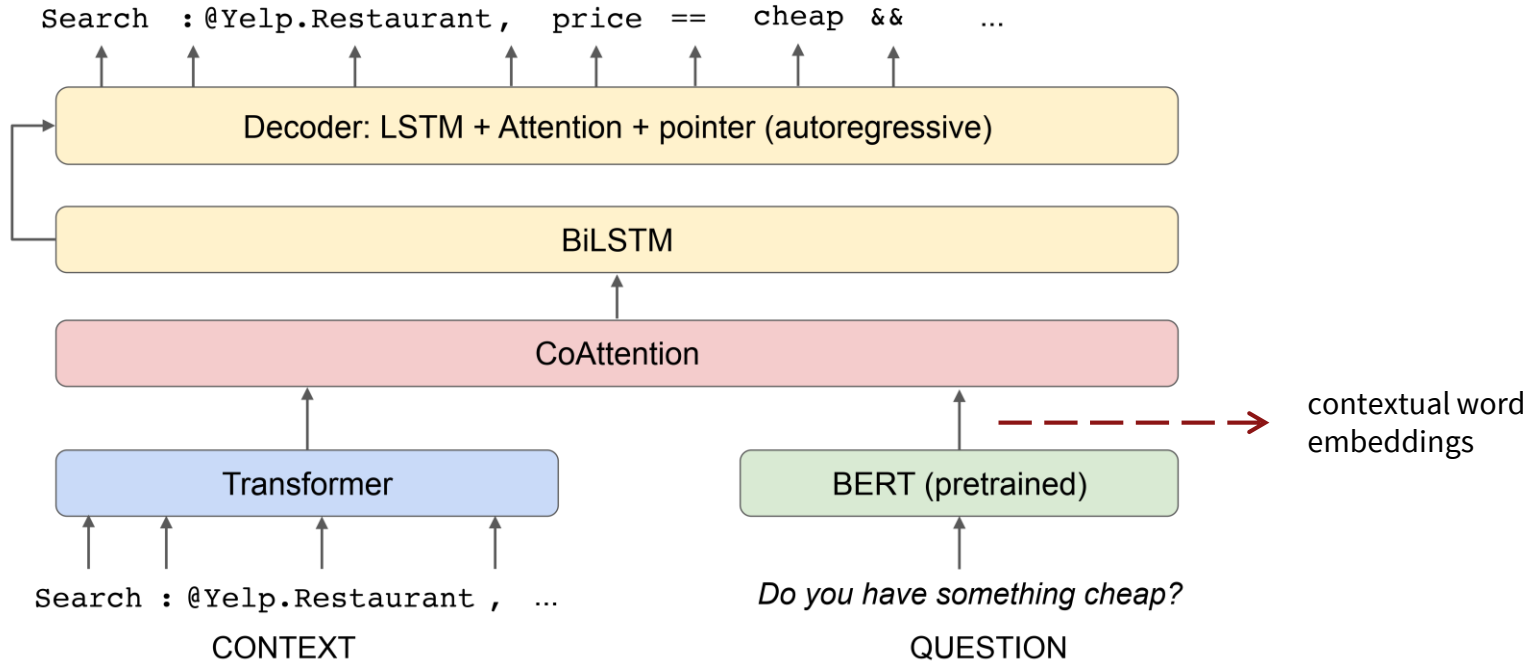 Search : @Yelp.Restaurant, price == cheap && ...
Decoder: LSTM + Attention + pointer (autoregressive)
BiLSTM
CoAttention
contextual word
embeddings
Transformer
BERT (pretrained)
Search : @Yelp.Restaurant , ...
Do you have something cheap?
CONTEXT
QUESTION